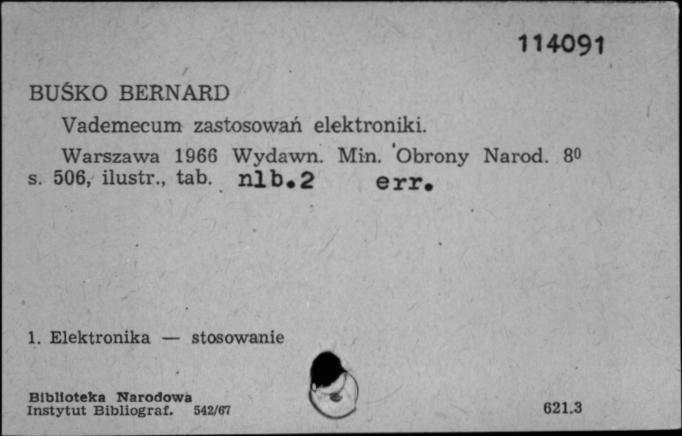 114091
BUŚKO BERNARD
Vademecum zastosowań elektroniki.
Warszawa 1966 Wydawn. Min. Obrony Narod. 8⁰
s. 506, ilustr., tab. nlb.2 err.
1. Elektronika — stosowanie
Biblioteka Narodowa
Instytut Bibliograf. 542/67
621.3